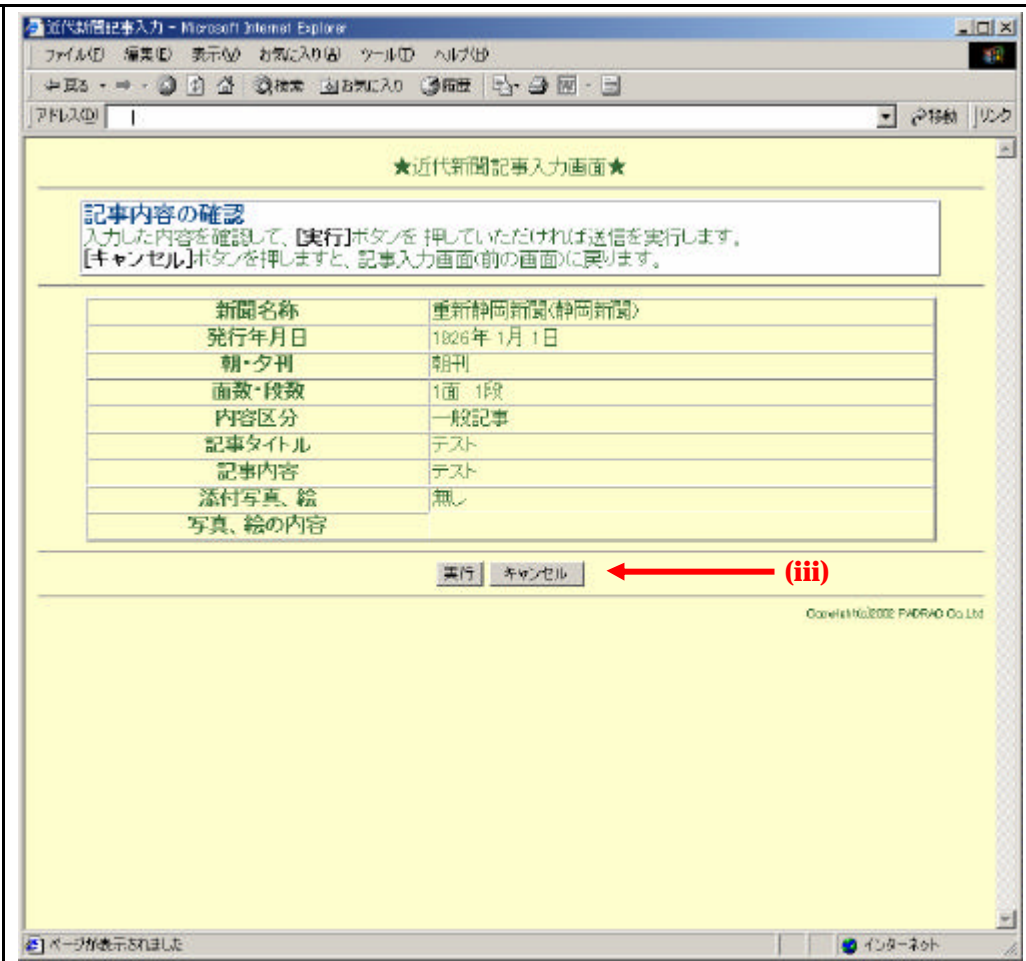 近代新聞記事入力 - Microsoft Internet Explorer
ファイル(F) 編集(E) 表示(V) お気に入り(A) ツール(T) ヘルプ(H)
戻る 検索 お気に入り 履歴
アドレス(D) 移動 リンク
★近代新聞記事入力画面★
記事内容の確認
入力した内容を確認して、[実行]ボタンを 押していただければ送信を実行します。
[キャンセル]ボタンを押しますと、記事入力画面(前の画面)に戻ります。
新聞名称 重新静岡新聞(静岡新聞)
発行年月日 1926年 1月 1日
朝・夕刊 朝刊
面数・段数 1面 1段
内容区分 一般記事
記事タイトル テスト
記事内容 テスト
添付写真、絵 無し
写真、絵の内容
実行 キャンセル (iii)
Copyright(c)2002 PADRAC Co.Ltd
ページが表示されました インターネット